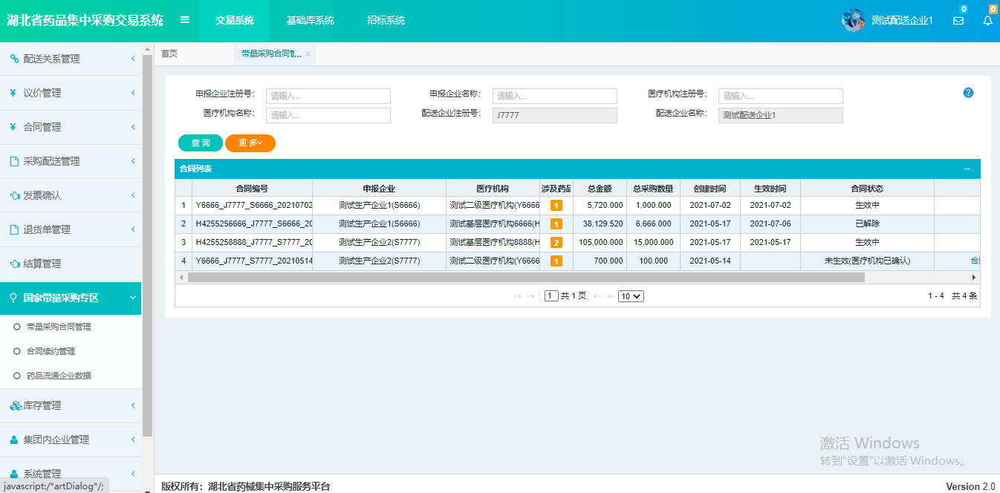 湖北省药品集中采购交易系统 交易系统 基础库系统 招标系统 测试配送企业1 0 0
首页 带量采购合同管...
配送关系管理
议价管理
合同管理
采购配送管理
发票确认
退货单管理
结算管理
国家带量采购专区
带量采购合同管理
合同续约管理
药品流通企业数据
库存管理
集团内企业管理
系统管理
javascript:/*artDialog*/;
申报企业注册号: 请输入... 申报企业名称: 请输入... 医疗机构注册号: 请输入...
医疗机构名称: 请输入... 配送企业注册号: J7777 配送企业名称: 测试配送企业1
查 询 更 多
合同列表
合同编号 申报企业 医疗机构 涉及药品 总金额 总采购数量 创建时间 生效时间 合同状态
1 Y6666_J7777_S6666_20210702 测试生产企业1(S6666) 测试二级医疗机构(Y6666 1 5,720.000 1,000.000 2021-07-02 2021-07-02 生效中
2 H4255256666_J7777_S6666_20 测试生产企业1(S6666) 测试基层医疗机构6666(H 1 38,129.520 6,666.000 2021-05-17 2021-07-06 已解除
3 H4255258888_J7777_S7777_20 测试生产企业2(S7777) 测试基层医疗机构8888(H 2 105,000.000 15,000.000 2021-05-17 2021-05-17 生效中
4 Y6666_J7777_S7777_20210514 测试生产企业2(S7777) 测试二级医疗机构(Y6666 1 700.000 100.000 2021-05-14 未生效(医疗机构已确认) 合
1 共 1 页 10 1 - 4 共 4 条
激活 Windows
转到"设置"以激活 Windows。
版权所有：湖北省药械集中采购服务平台 Version 2.0